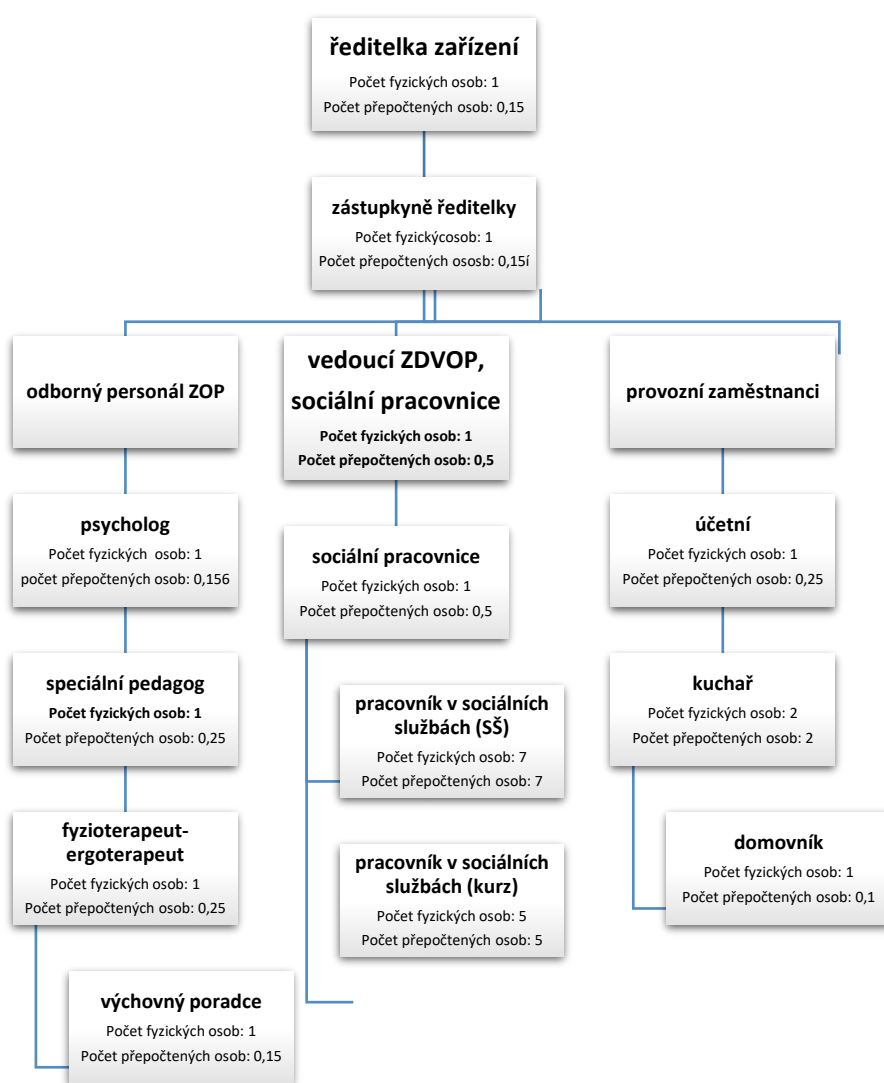 ředitelka zařízení
Počet fyzických osob: 1
Počet přepočtených osob: 0,15
zástupkyně ředitelky
Počet fyzickýcosob: 1
Počet přepočtených ososb: 0,15í
odborný personál ZOP
vedoucí ZDVOP,
sociální pracovnice
Počet fyzických osob: 1
Počet přepočtených osob: 0,5
provozní zaměstnanci
psycholog
Počet fyzických osob: 1
počet přepočtených osob: 0,156
sociální pracovnice
Počet fyzických osob: 1
Počet přepočtených osob: 0,5
účetní
Počet fyzických osob: 1
Počet přepočtených osob: 0,25
speciální pedagog
Počet fyzických osob: 1
Počet přepočtených osob: 0,25
pracovník v sociálních
službách (SŠ)
Počet fyzických osob: 7
Počet přepočtených osob: 7
kuchař
Počet fyzických osob: 2
Počet přepočtených osob: 2
fyzioterapeut-
ergoterapeut
Počet fyzických osob: 1
Počet přepočtených osob: 0,25
pracovník v sociálních
službách (kurz)
Počet fyzických osob: 5
Počet přepočtených osob: 5
domovník
Počet fyzických osob: 1
Počet přepočtených osob: 0,1
výchovný poradce
Počet fyzických osob: 1
Počet přepočtených osob: 0,15